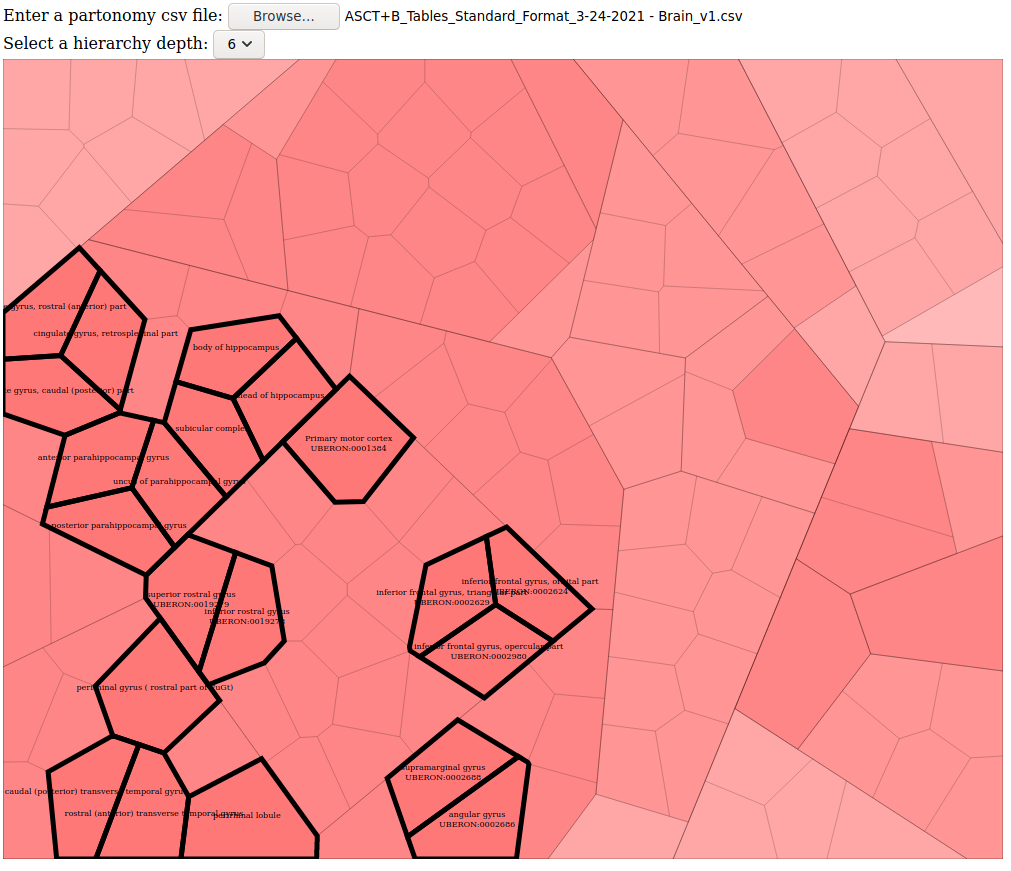 Enter a partonomy csv file: Browse... ASCT+B_Tables_Standard_Format_3-24-2021 - Brain_v1.csv
Select a hierarchy depth: 6
gyrus, rostral (anterior) part
cingulate gyrus, retrosplenial part
body of hippocampus
gyrus, caudal (posterior) part
head of hippocampus
subicular complex
Primary motor cortex
UBERON:0001384
anterior parahippocampal gyrus
uncus of parahippocampal gyrus
posterior parahippocampal gyrus
inferior frontal gyrus, orbital part
UBERON:0002624
inferior frontal gyrus, triangular part
UBERON:0002629
superior rostral gyrus
UBERON:0019279
inferior rostral gyrus
UBERON:0019278
inferior frontal gyrus, opercular part
UBERON:0002980
perirhinal gyrus ( rostral part of FuGt)
supramarginal gyrus
UBERON:0002688
caudal (posterior) transverse temporal gyrus
rostral (anterior) transverse temporal gyrus
perirhinal lobule
angular gyrus
UBERON:0002686